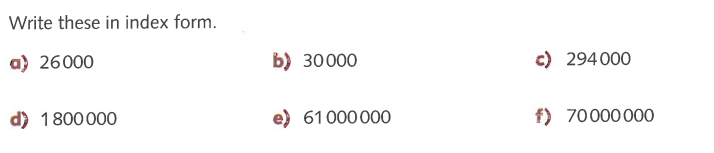 Write these in index form.
a) 26 000 b) 30 000 c) 294 000
d) 1 800 000 e) 61 000 000 f) 70 000 000